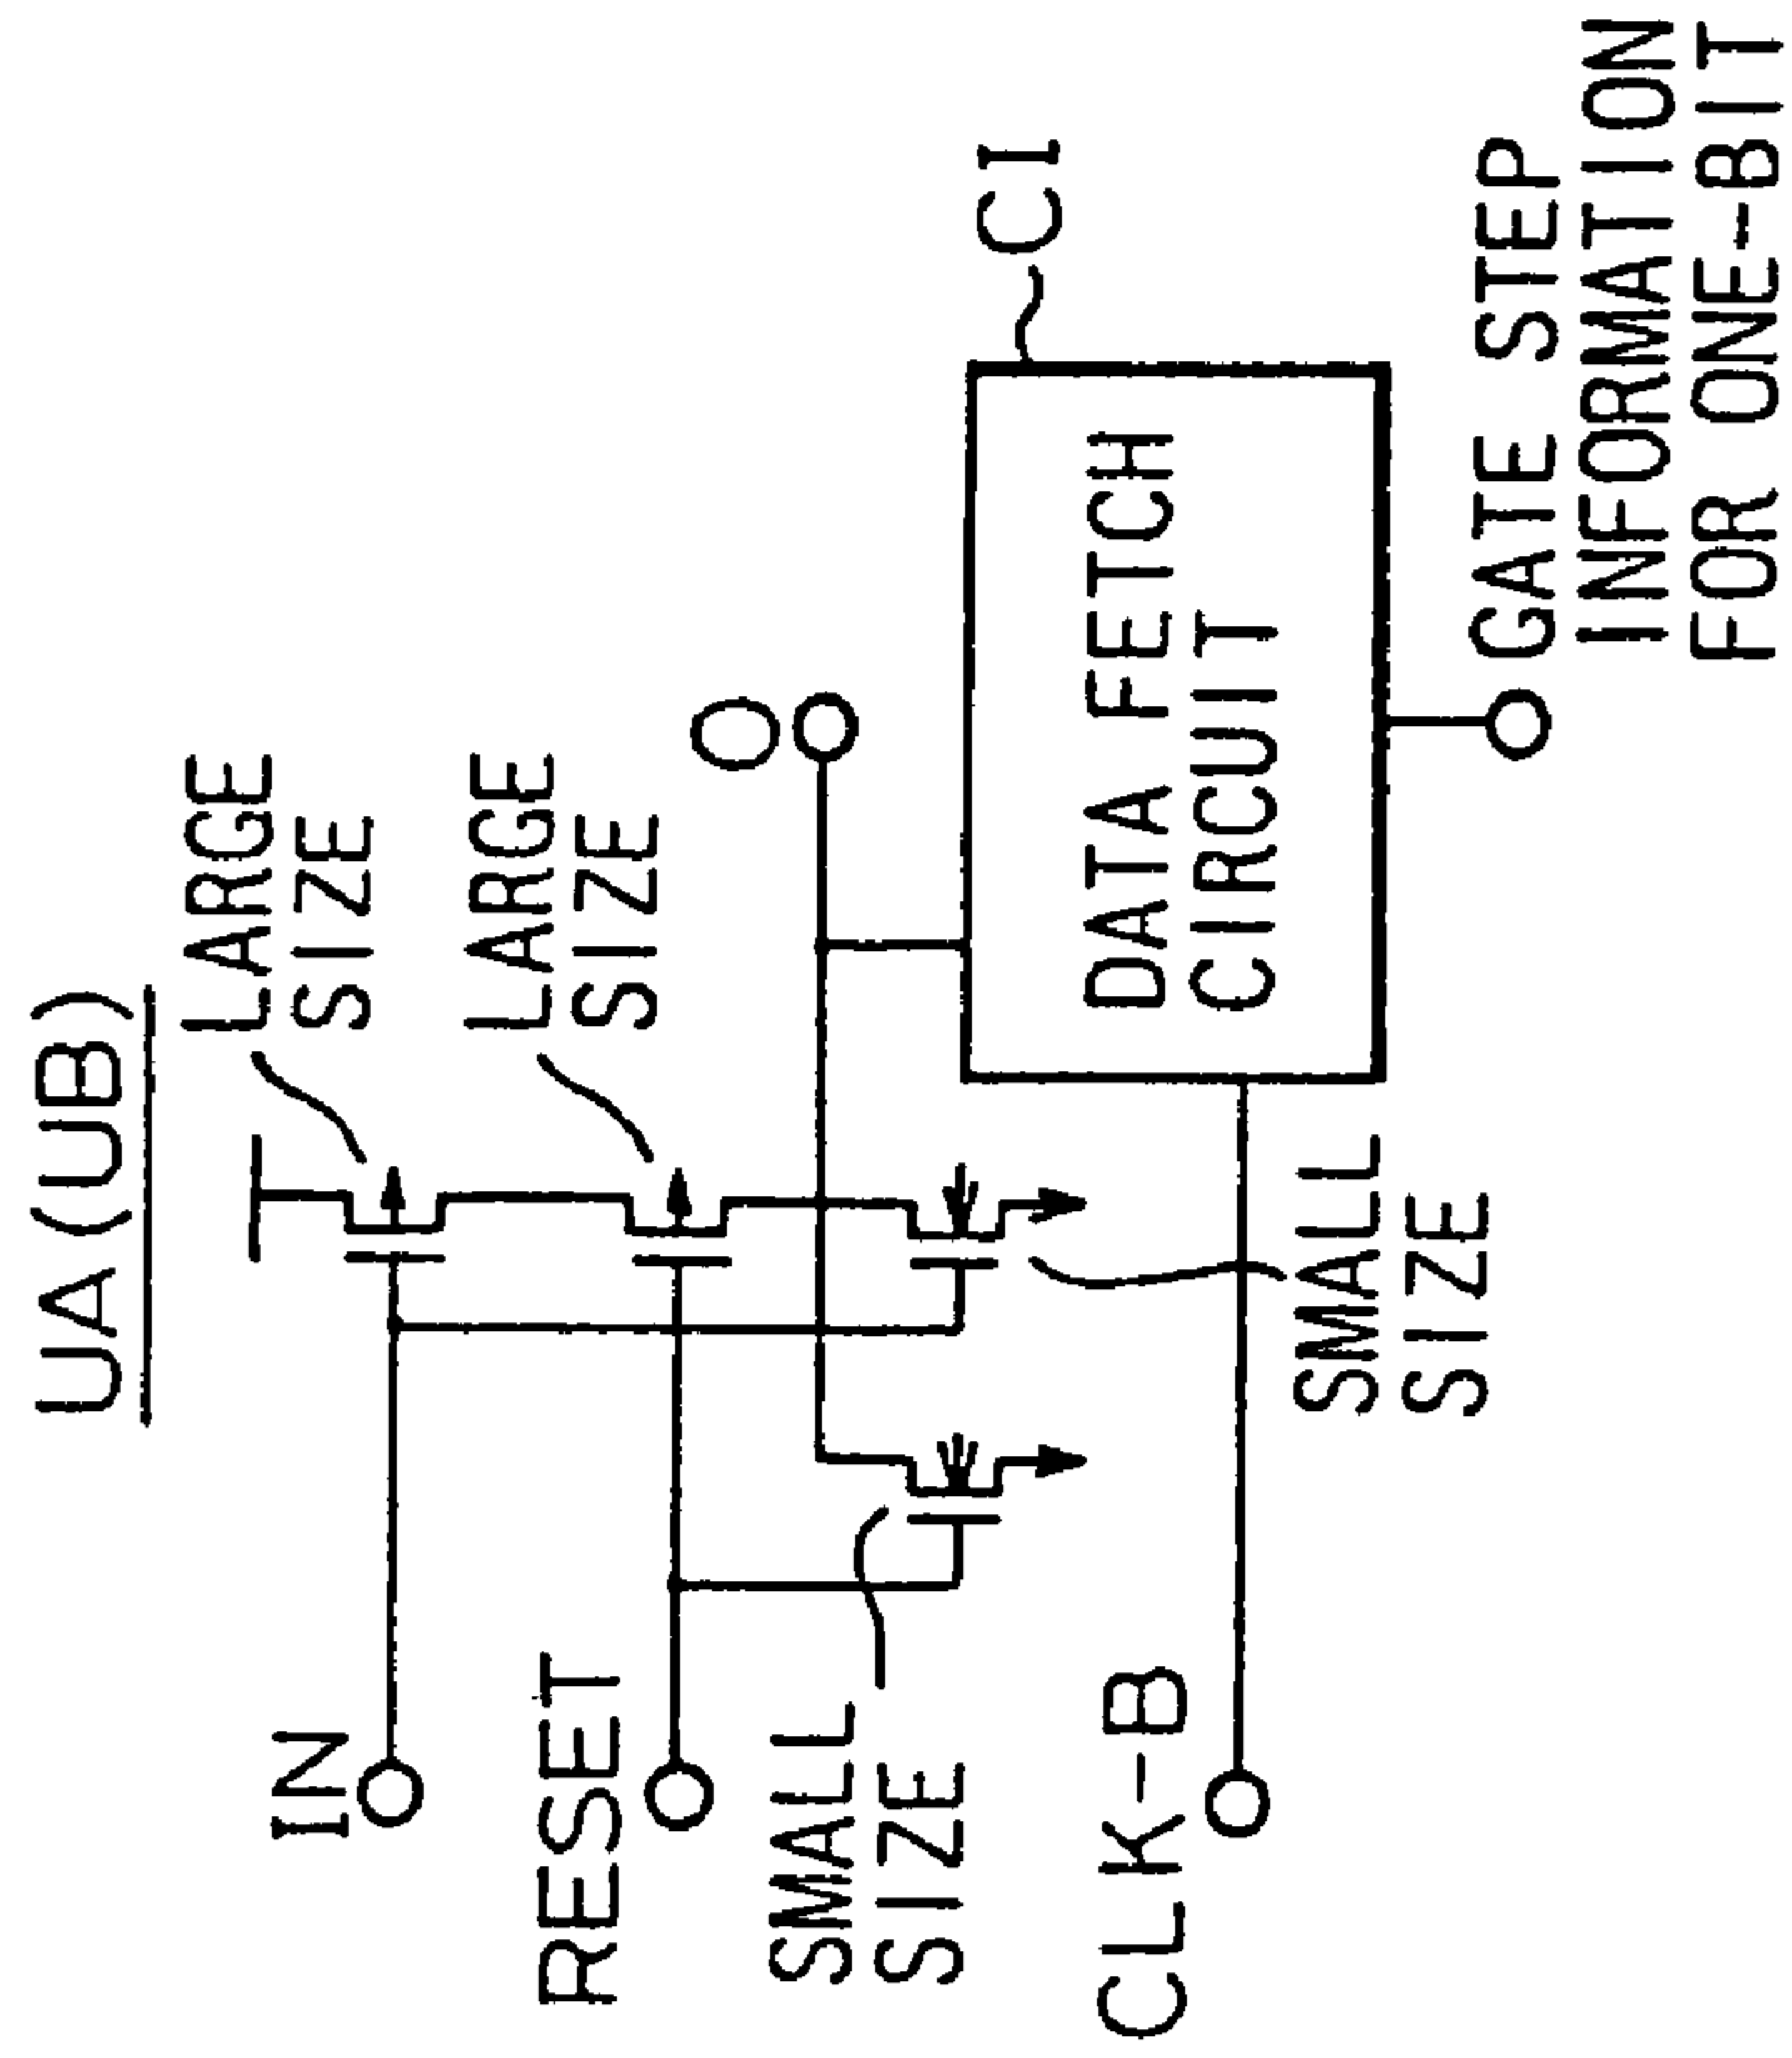 UA(UB)
LARGE
SIZE
LARGE
SIZE
IN
RESET
O
SMALL
SIZE
CLK-B
SMALL
SIZE
DATA FETCH
CIRCUIT
CI
GATE STEP
INFORMATION
FOR ONE-BIT